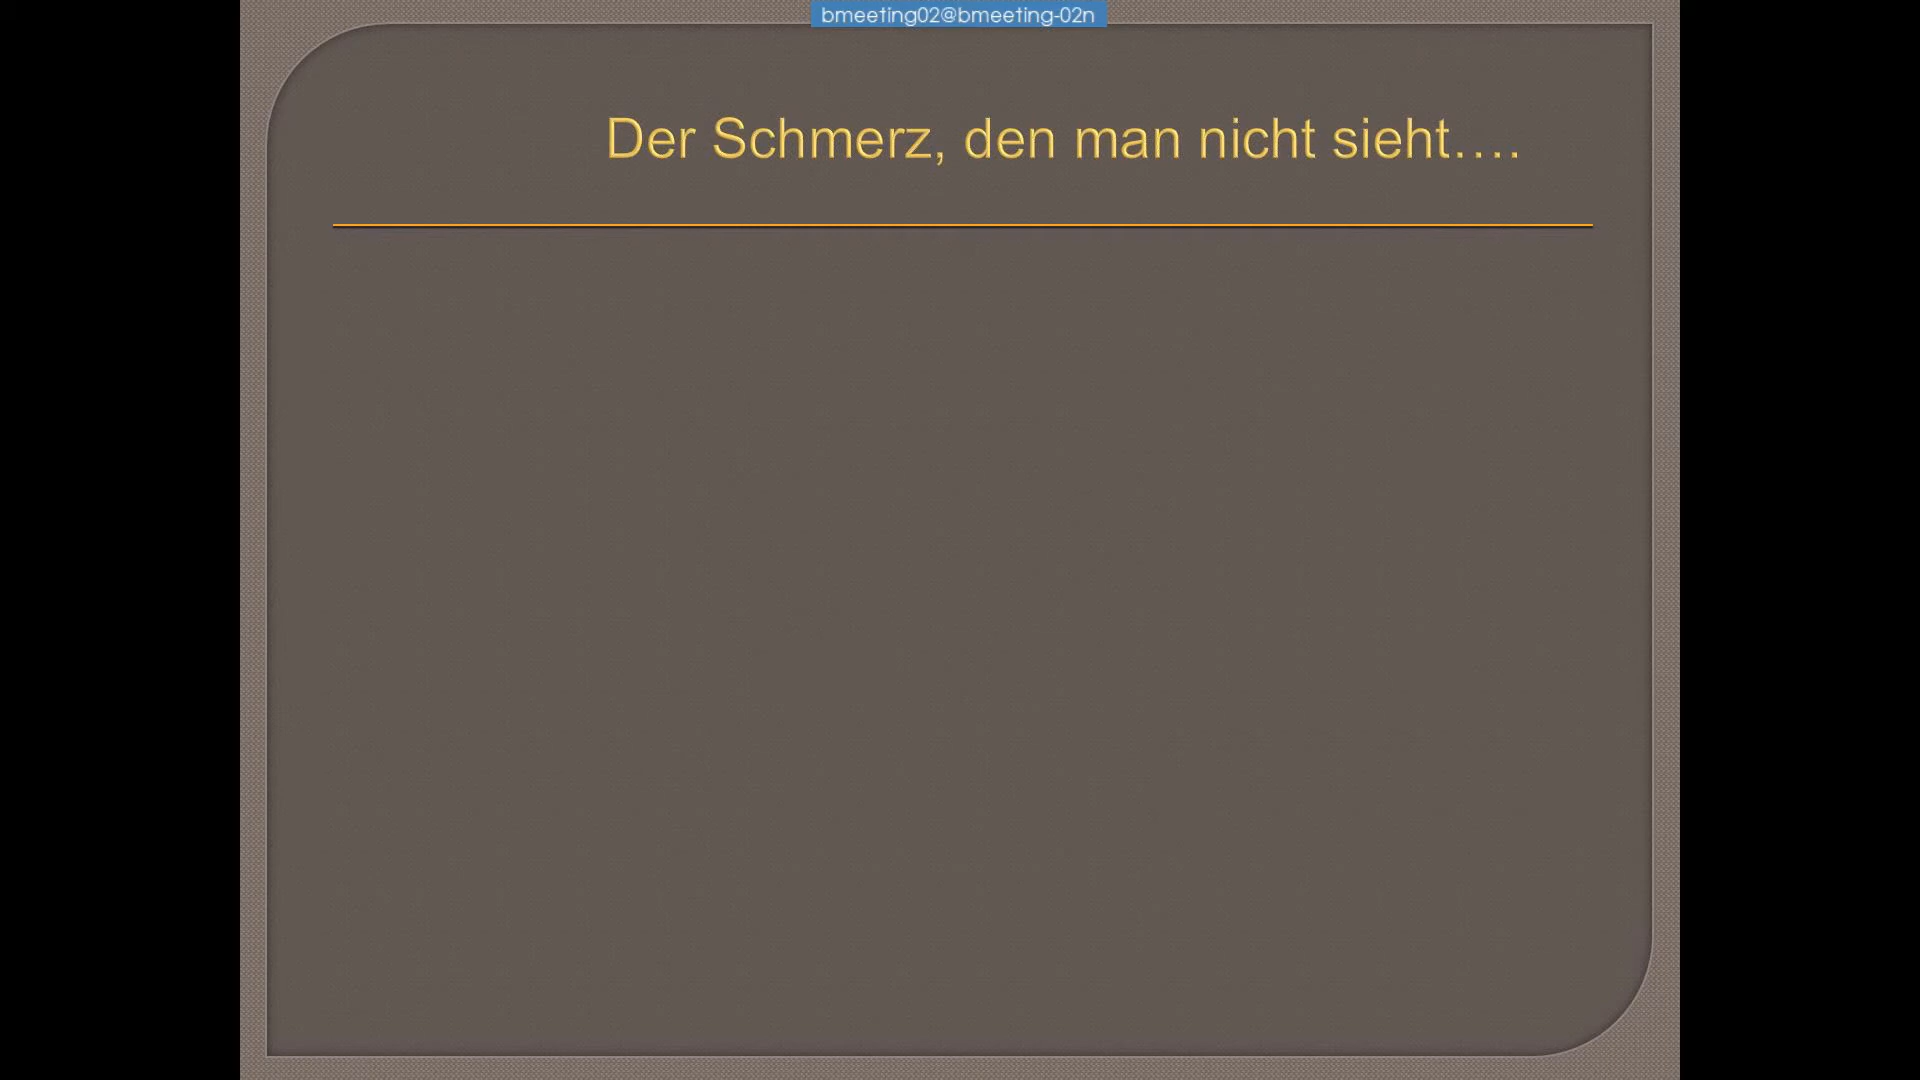 bmeeting02@bmeeting-02n
Der Schmerz, den man nicht sieht….